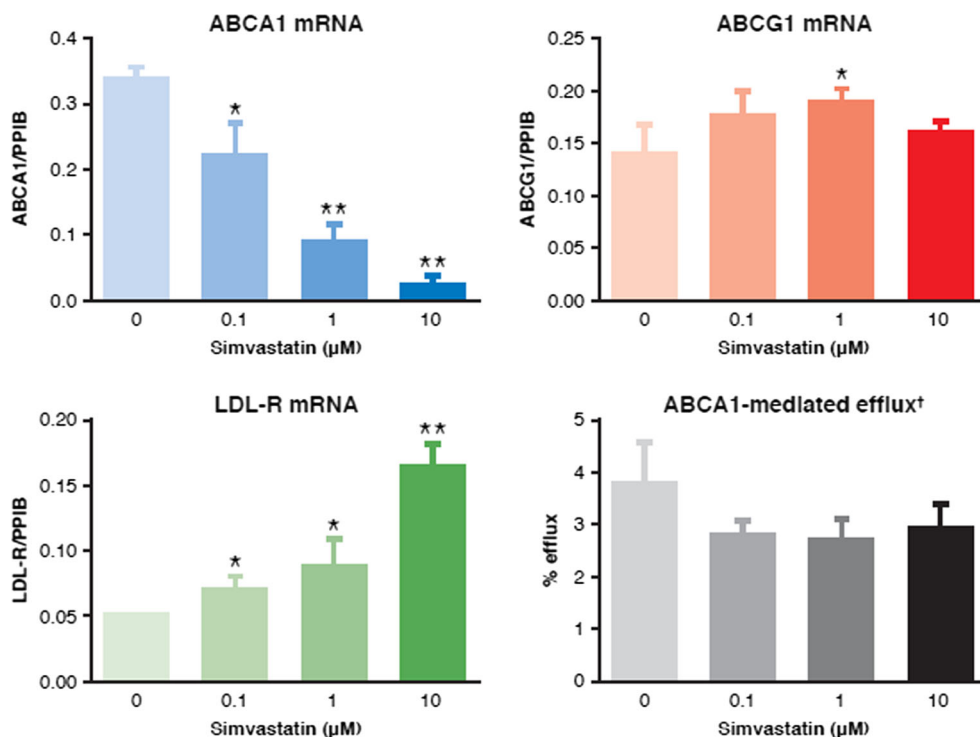 ABCA1 mRNA
ABCA1/PPIB
0.4
0.3
0.2
0.1
0.0
*
**
**
0 0.1 1 10
Simvastatin (µM)
ABCG1 mRNA
ABCG1/PPIB
0.25
0.20
0.15
0.10
0.05
0.00
*
0 0.1 1 10
Simvastatin (µM)
LDL-R mRNA
LDL-R/PPIB
0.20
0.15
0.10
0.05
0.00
*
*
**
0 0.1 1 10
Simvastatin (µM)
ABCA1-mediated efflux†
% efflux
5
4
3
2
1
0
0 0.1 1 10
Simvastatin (µM)